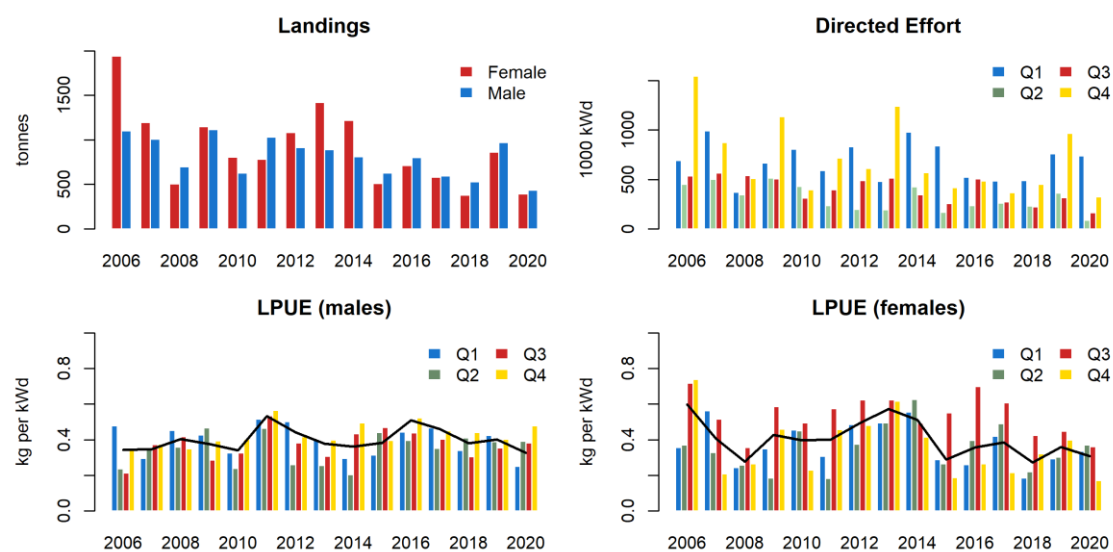 Landings
tonnes
0 500 1500
Female
Male
2006 2008 2010 2012 2014 2016 2018 2020
Directed Effort
1000 kWd
0 500 1000
Q1 Q3
Q2 Q4
2006 2008 2010 2012 2014 2016 2018 2020
LPUE (males)
kg per kWd
0.0 0.4 0.8
Q1 Q3
Q2 Q4
2006 2008 2010 2012 2014 2016 2018 2020
LPUE (females)
kg per kWd
0.0 0.4 0.8
Q1 Q3
Q2 Q4
2006 2008 2010 2012 2014 2016 2018 2020